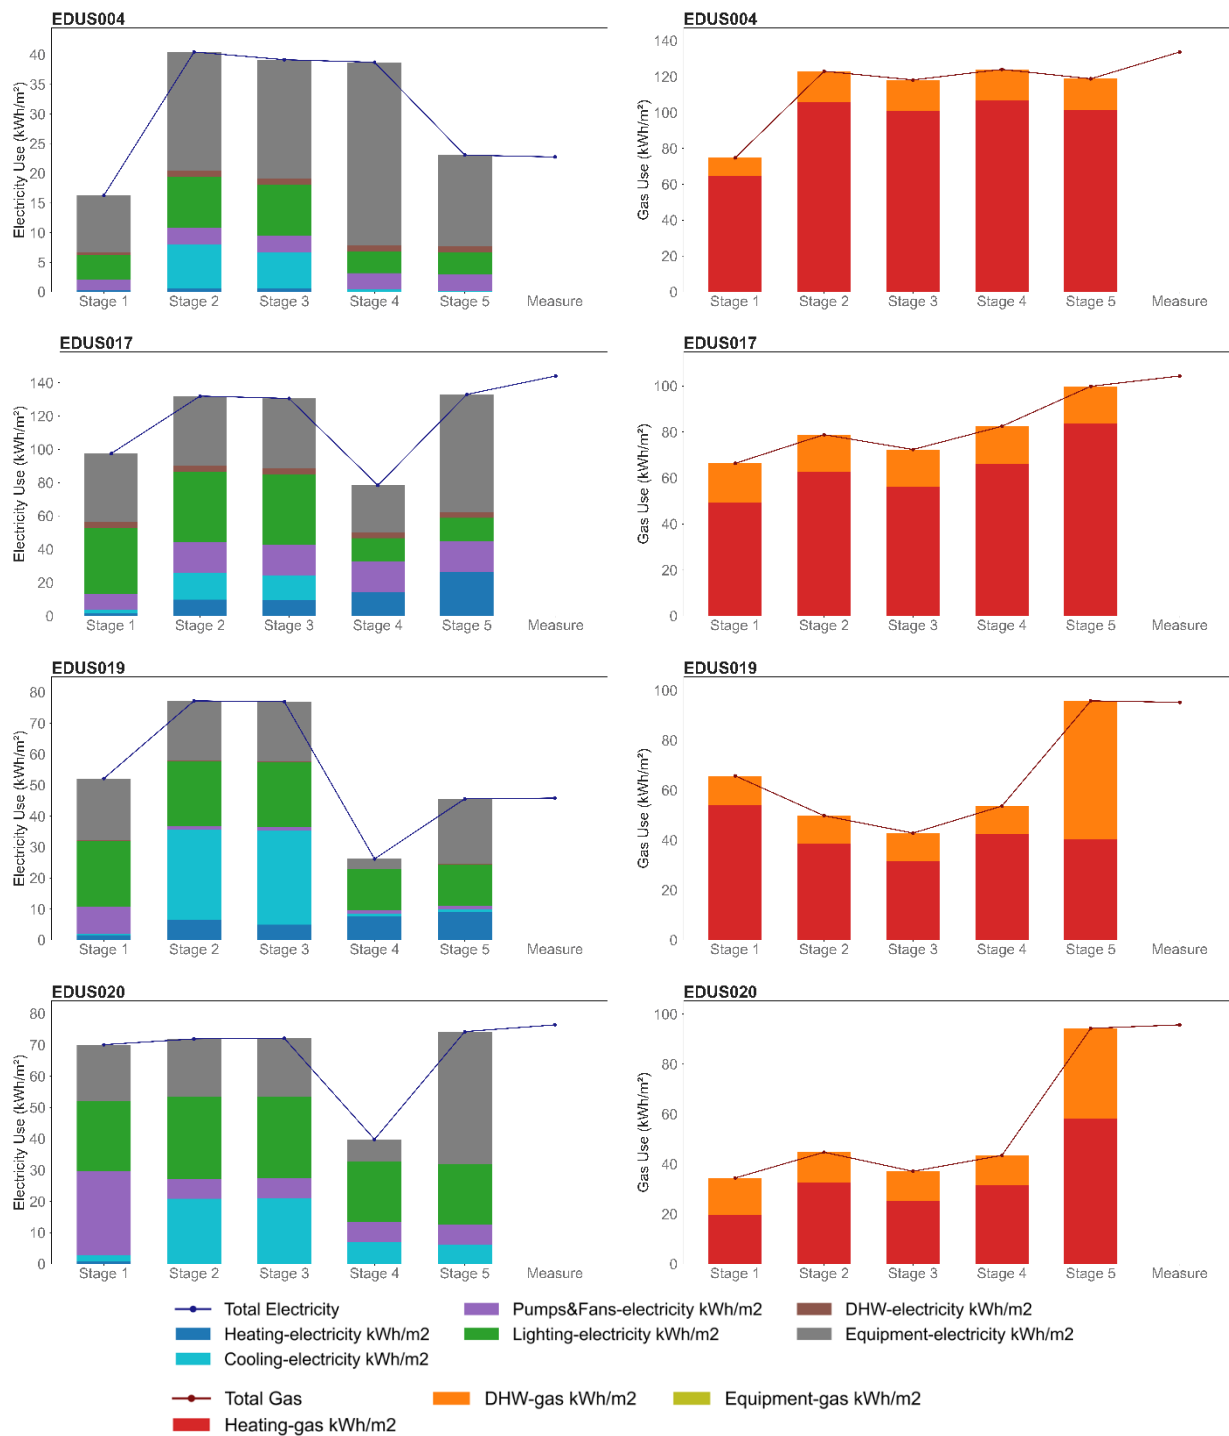 EDUS004
Electricity Use (kWh/m²)
40
35
30
25
20
15
10
5
0
Stage 1 Stage 2 Stage 3 Stage 4 Stage 5 Measure
EDUS004
Gas Use (kWh/m²)
140
120
100
80
60
40
20
0
Stage 1 Stage 2 Stage 3 Stage 4 Stage 5 Measure
EDUS017
Electricity Use (kWh/m²)
140
120
100
80
60
40
20
0
Stage 1 Stage 2 Stage 3 Stage 4 Stage 5 Measure
EDUS017
Gas Use (kWh/m²)
100
80
60
40
20
0
Stage 1 Stage 2 Stage 3 Stage 4 Stage 5 Measure
EDUS019
Electricity Use (kWh/m²)
80
70
60
50
40
30
20
10
0
Stage 1 Stage 2 Stage 3 Stage 4 Stage 5 Measure
EDUS019
Gas Use (kWh/m²)
100
80
60
40
20
0
Stage 1 Stage 2 Stage 3 Stage 4 Stage 5 Measure
EDUS020
Electricity Use (kWh/m²)
80
70
60
50
40
30
20
10
0
Stage 1 Stage 2 Stage 3 Stage 4 Stage 5 Measure
EDUS020
Gas Use (kWh/m²)
100
80
60
40
20
0
Stage 1 Stage 2 Stage 3 Stage 4 Stage 5 Measure
Total Electricity Pumps&Fans-electricity kWh/m2 DHW-electricity kWh/m2
Heating-electricity kWh/m2 Lighting-electricity kWh/m2 Equipment-electricity kWh/m2
Cooling-electricity kWh/m2
Total Gas DHW-gas kWh/m2 Equipment-gas kWh/m2
Heating-gas kWh/m2